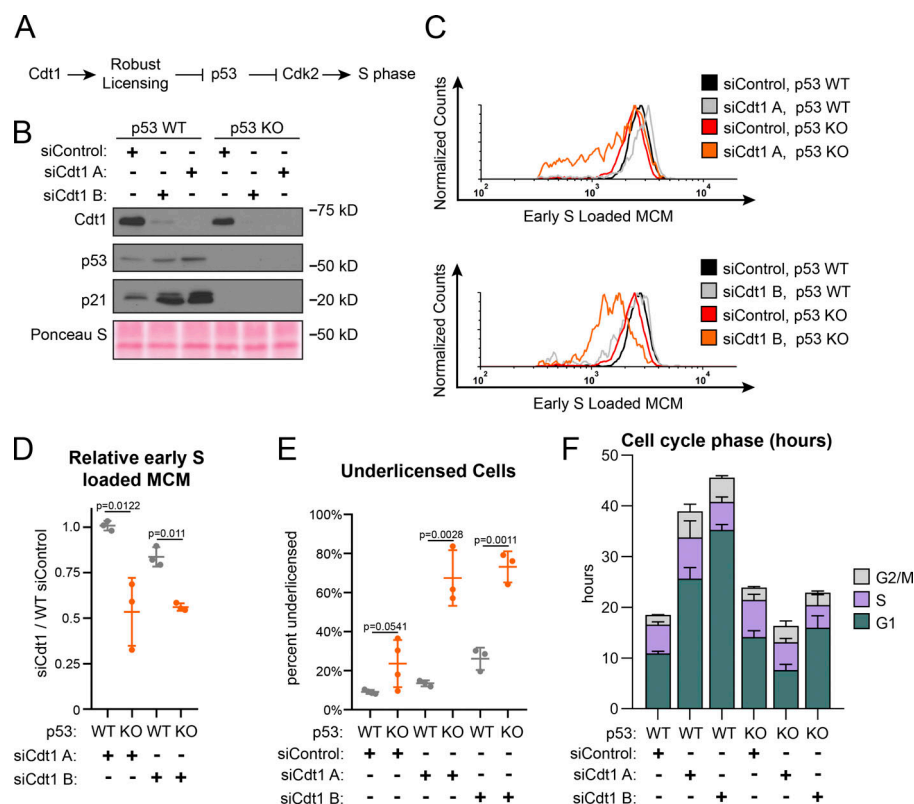 A
Cdt1 Robust Licensing p53 Cdk2 S phase
B
p53 WT p53 KO
siControl: + - - + - -
siCdt1 A: - - + - - +
siCdt1 B: - + - - + -
Cdt1 –75 kD
p53 –50 kD
p21 –20 kD
Ponceau S –50 kD
C
Normalized Counts
siControl, p53 WT
siCdt1 A, p53 WT
siControl, p53 KO
siCdt1 A, p53 KO
10² 10³ 10⁴
Early S Loaded MCM
Normalized Counts
siControl, p53 WT
siCdt1 B, p53 WT
siControl, p53 KO
siCdt1 B, p53 KO
10² 10³ 10⁴
Early S Loaded MCM
D
Relative early S
loaded MCM
siCdt1 / WT siControl
p=0.0122
p=0.011
1.0
0.75
0.5
0.25
0
p53: WT KO WT KO
siCdt1 A: + + - -
siCdt1 B: - - + +
E
Underlicensed Cells
percent underlicensed
100%
80%
60%
40%
20%
0%
p=0.0541
p=0.0028
p=0.0011
p53: WT KO WT KO WT KO
siControl: + + - - - -
siCdt1 A: - - + + - -
siCdt1 B: - - - - + +
F
Cell cycle phase (hours)
hours
50
40
30
20
10
0
G2/M
S
G1
p53: WT WT WT KO KO KO
siControl: + - - + - -
siCdt1 A: - + - - + -
siCdt1 B: - - + - - +